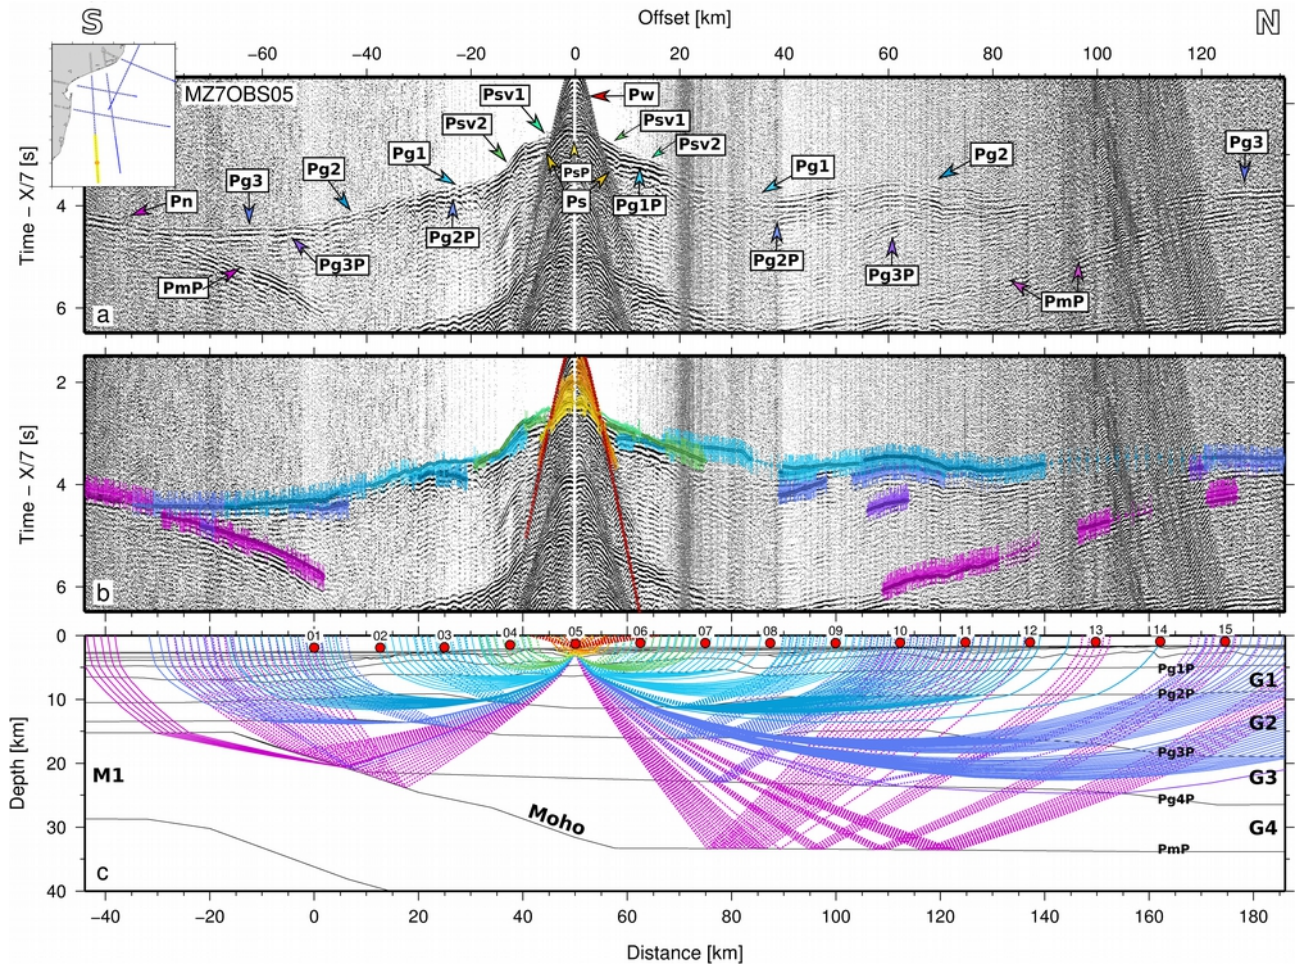 S
Offset [km]
N
−60 −40 −20 0 20 40 60 80 100 120
MZ7OBS05
Psv1
Pw
Psv1
Psv2
Psv2
Pg1
Pg1
Pg2
Pg3
Pg2
Pg3
Pn
PsP
Ps
Pg1P
Pg2P
Pg2P
Pg3P
Pg3P
PmP
PmP
Time − X/7 [s]
4
6
a
Time − X/7 [s]
2
4
6
b
01 02 03 04 05 06 07 08 09 10 11 12 13 14 15
Depth [km]
0
10
20
30
40
Pg1P
G1
Pg2P
G2
Pg3P
G3
M1
Pg4P
Moho
G4
PmP
c
−40 −20 0 20 40 60 80 100 120 140 160 180
Distance [km]